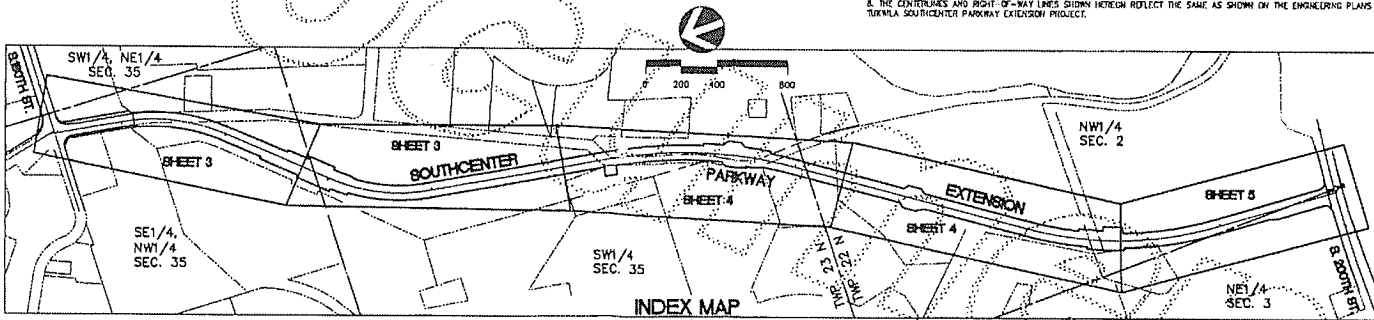 8. THE CENTERLINES AND RIGHT-OF-WAY LINES SHOWN HEREON REFLECT THE SAME AS SHOWN ON THE ENGINEERING PLANS
TUKWILA SOUTHCENTER PARKWAY EXTENSION PROJECT.
0 200 400 800
S. 180TH ST.
SW1/4, NE1/4
SEC. 35
SHEET 3
SHEET 3
SOUTHCENTER
PARKWAY
EXTENSION
NW1/4
SEC. 2
SHEET 4
SHEET 4
SHEET 5
SE1/4,
NW1/4
SEC. 35
SW1/4
SEC. 35
TWP. 23 N
TWP. 22 N
NE1/4
SEC. 3
S. 200TH ST.
INDEX MAP